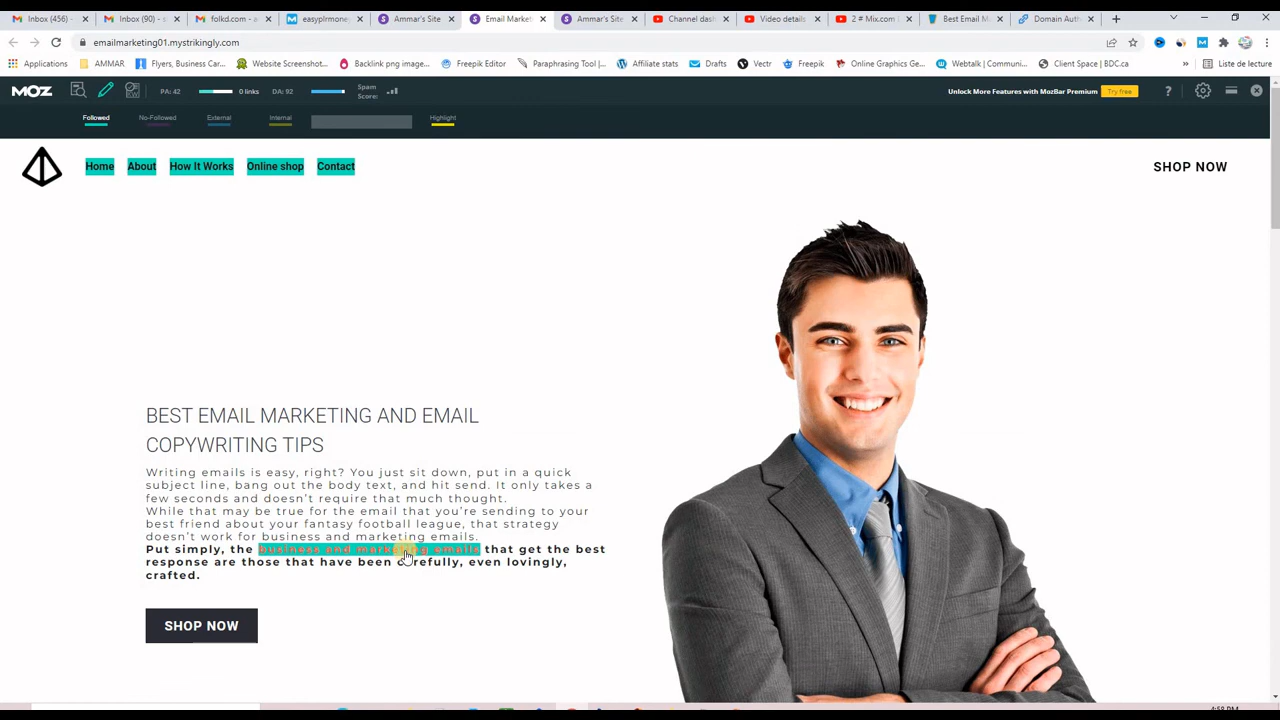 Inbox (456) -
Inbox (90) - s
folkd.com - a
easyplrmoney
Ammar's Site
Email Market
Ammar's Site
Channel dash
Video details
2 # Mix.com
Best Email M
Domain Auth
emailmarketing01.mystrikingly.com
Applications
AMMAR
Flyers, Business Car...
Website Screenshot...
Backlink png image...
Freepik Editor
Paraphrasing Tool |...
Affiliate stats
Drafts
Vectr
Freepik
Online Graphics Ge...
Webtalk | Communi...
Client Space | BDC.ca
»
Liste de lecture
MOZ
PA: 42
0 links
DA: 92
Spam
Score:
Unlock More Features with MozBar Premium
Try free
?
Followed
No-Followed
External
Internal
Highlight
Home
About
How It Works
Online shop
Contact
SHOP NOW
BEST EMAIL MARKETING AND EMAIL
COPYWRITING TIPS
Writing emails is easy, right? You just sit down, put in a quick
subject line, bang out the body text, and hit send. It only takes a
few seconds and doesn't require that much thought.
While that may be true for the email that you're sending to your
best friend about your fantasy football league, that strategy
doesn't work for business and marketing emails.
Put simply, the business and marketing emails that get the best
response are those that have been carefully, even lovingly,
crafted.
SHOP NOW
4:58 PM